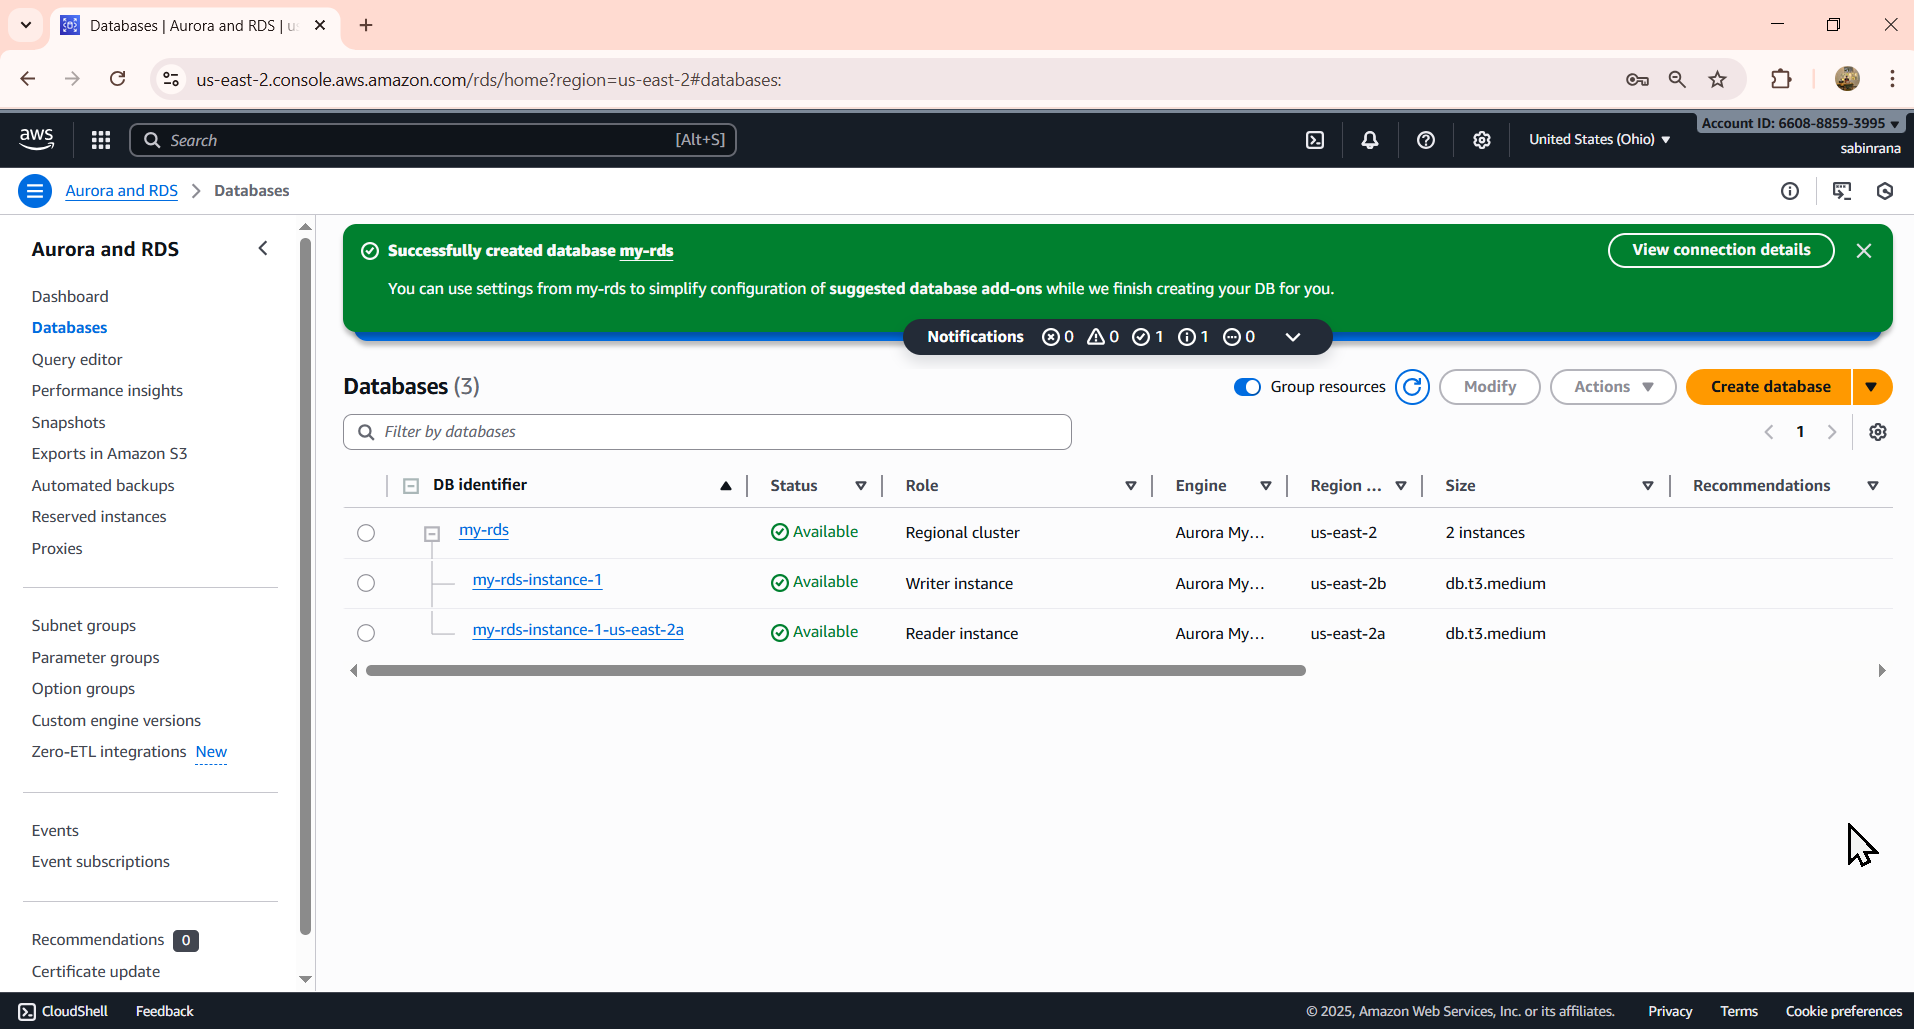 Databases | Aurora and RDS | us
us-east-2.console.aws.amazon.com/rds/home?region=us-east-2#databases:
aws
Search
[Alt+S]
United States (Ohio)
Account ID: 6608-8859-3995
sabinrana
Aurora and RDS
Databases
Aurora and RDS
Dashboard
Databases
Query editor
Performance insights
Snapshots
Exports in Amazon S3
Automated backups
Reserved instances
Proxies
Subnet groups
Parameter groups
Option groups
Custom engine versions
Zero-ETL integrations New
Events
Event subscriptions
Recommendations 0
Certificate update
Successfully created database my-rds
View connection details
You can use settings from my-rds to simplify configuration of suggested database add-ons while we finish creating your DB for you.
Notifications 0 0 1 1 0
Databases (3)
Group resources
Modify
Actions
Create database
Filter by databases
1
DB identifier Status Role Engine Region ... Size Recommendations
my-rds Available Regional cluster Aurora My... us-east-2 2 instances
my-rds-instance-1 Available Writer instance Aurora My... us-east-2b db.t3.medium
my-rds-instance-1-us-east-2a Available Reader instance Aurora My... us-east-2a db.t3.medium
CloudShell Feedback
© 2025, Amazon Web Services, Inc. or its affiliates. Privacy Terms Cookie preferences